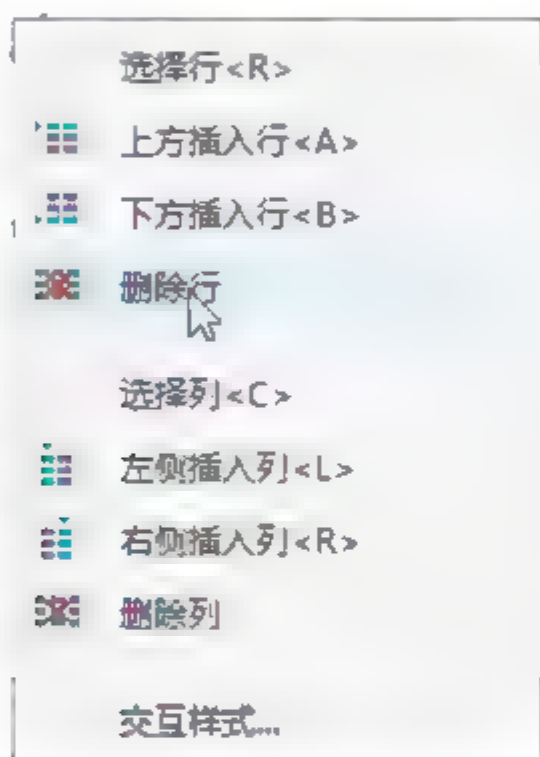 选择行<R>
上方插入行<A>
下方插入行<B>
删除行
选择列<C>
左侧插入列<L>
右侧插入列<R>
删除列
交互样式...